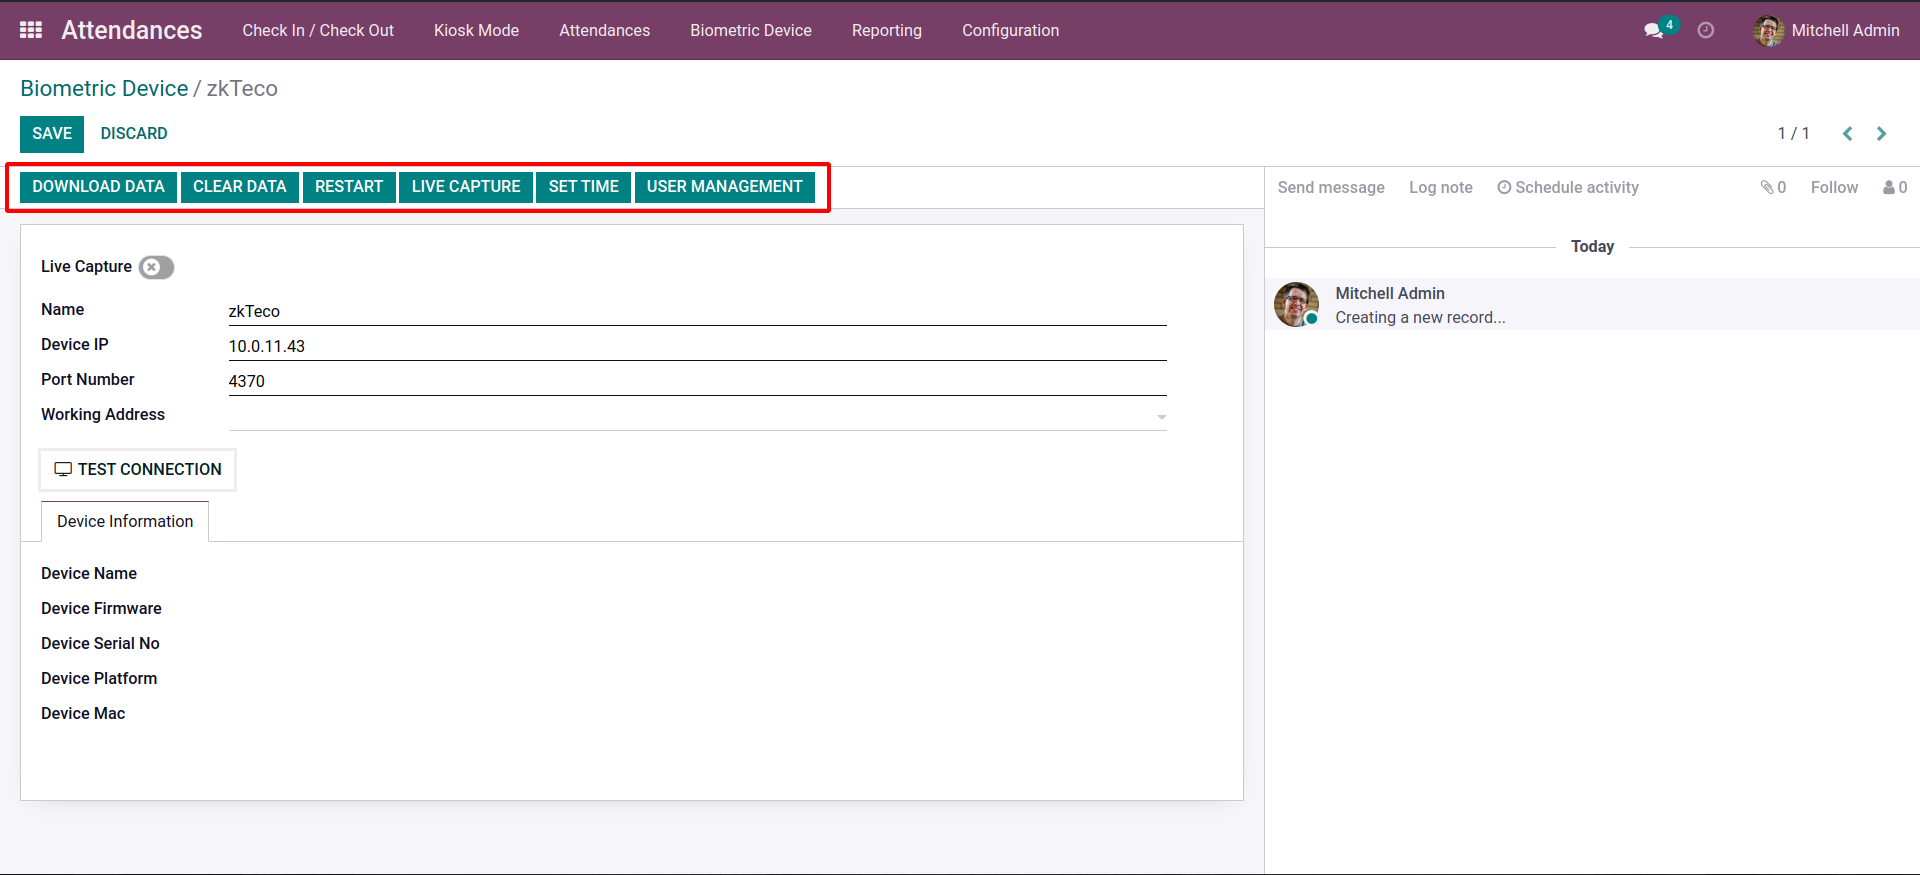 Attendances Check In / Check Out Kiosk Mode Attendances Biometric Device Reporting Configuration 4 Mitchell Admin
Biometric Device / zkTeco
SAVE DISCARD 1 / 1
DOWNLOAD DATA CLEAR DATA RESTART LIVE CAPTURE SET TIME USER MANAGEMENT
Send message Log note Schedule activity 0 Follow 0
Live Capture
Name zkTeco
Device IP 10.0.11.43
Port Number 4370
Working Address
TEST CONNECTION
Device Information
Device Name
Device Firmware
Device Serial No
Device Platform
Device Mac
Today
Mitchell Admin
Creating a new record...